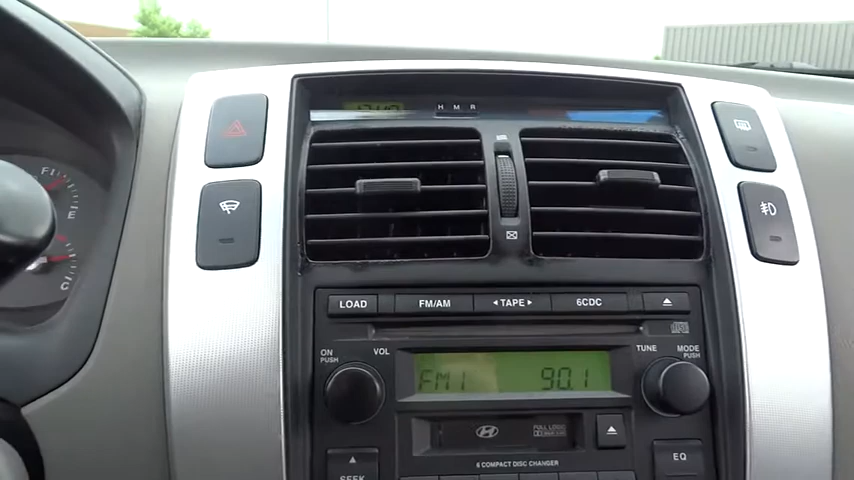 H M R
F
E
H
C
LOAD FM/AM TAPE 6CDC
ON PUSH VOL TUNE MODE PUSH
FM1 90.1
FULL LOGIC
6 COMPACT DISC CHANGER
SEEK EQ